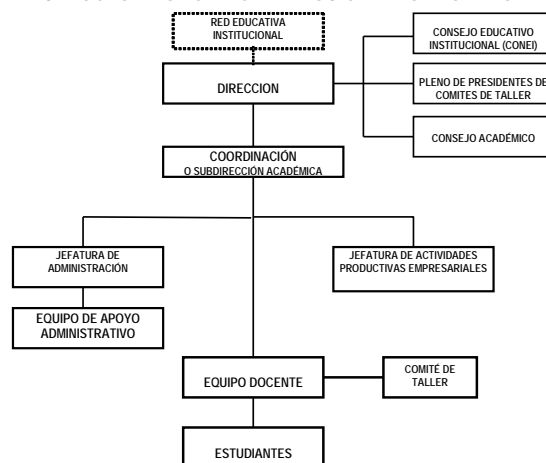 RED EDUCATIVA
INSTITUCIONAL
CONSEJO EDUCATIVO
INSTITUCIONAL (CONEI)
DIRECCION
PLENO DE PRESIDENTES DE
COMITES DE TALLER
CONSEJO ACADÉMICO
COORDINACIÓN
O SUBDIRECCIÓN ACADÉMICA
JEFATURA DE
ADMINISTRACIÓN
JEFATURA DE ACTIVIDADES
PRODUCTIVAS EMPRESARIALES
EQUIPO DE APOYO
ADMINISTRATIVO
EQUIPO DOCENTE
COMITÉ DE
TALLER
ESTUDIANTES